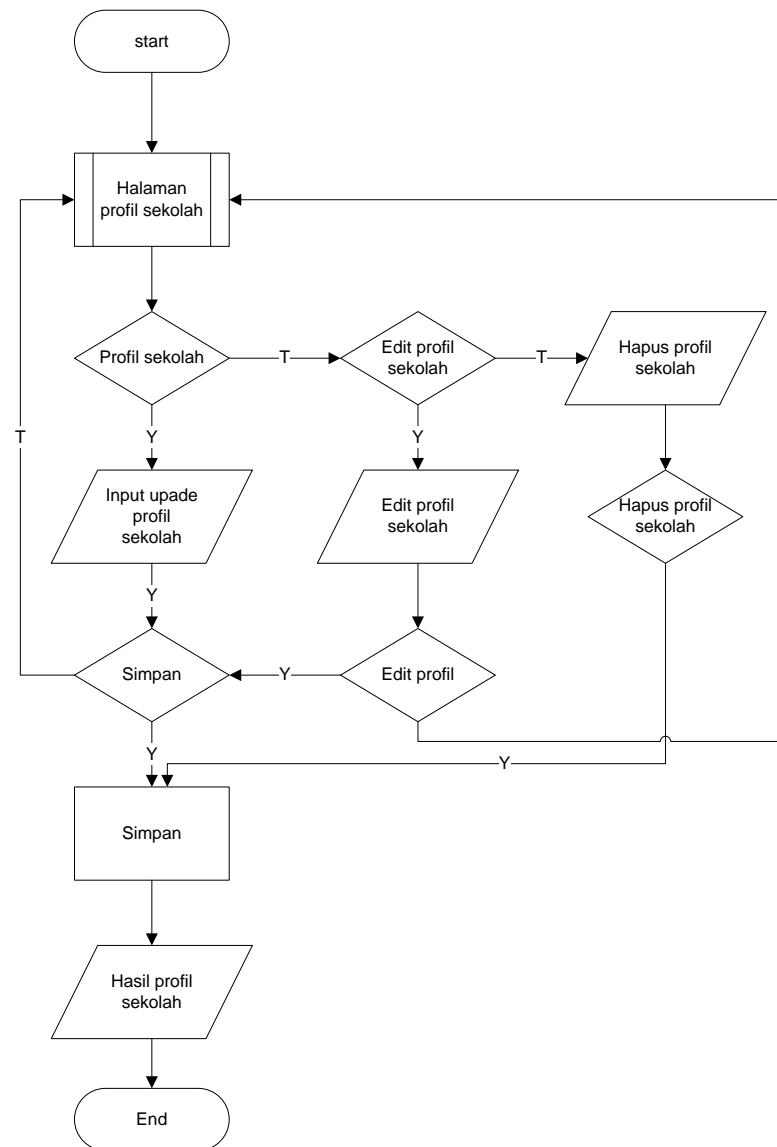 start
Halaman
profil sekolah
Profil sekolah
T
Edit profil
sekolah
T
Hapus profil
sekolah
T
Y
Y
Input upade
profil
sekolah
Edit profil
sekolah
Hapus profil
sekolah
Y
Simpan
Y
Edit profil
Y
Y
Simpan
Hasil profil
sekolah
End